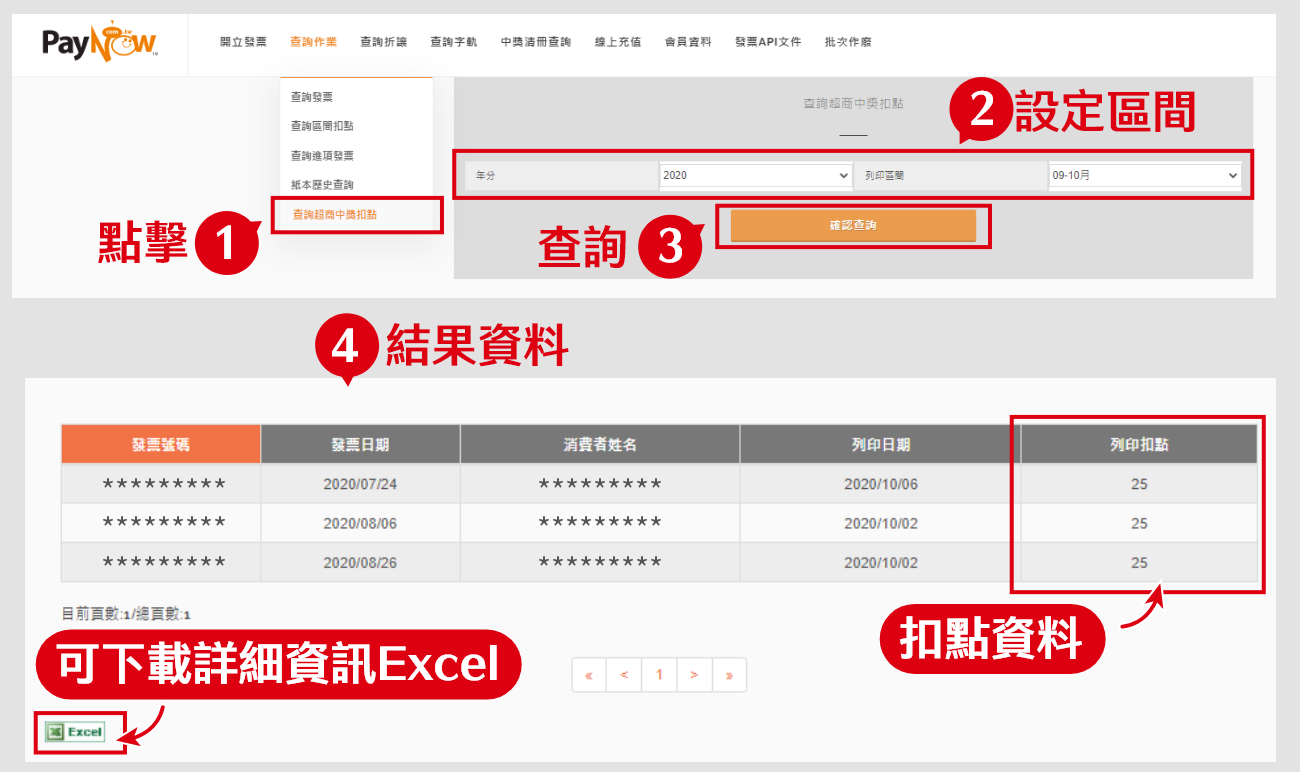 PayNow
com.tw
開立發票 查詢作業 查詢折讓 查詢字軌 中獎清冊查詢 線上充值 會員資料 發票API文件 批次作廢
查詢發票
查詢區間扣點
查詢進項發票
紙本歷史查詢
查詢超商中獎扣點
點擊 1
查詢超商中獎扣點
2 設定區間
年分 2020 列印區間 09-10月
確認查詢
查詢 3
4 結果資料
發票號碼 發票日期 消費者姓名 列印日期 列印扣點
********* 2020/07/24 ********* 2020/10/06 25
********* 2020/08/06 ********* 2020/10/02 25
********* 2020/08/26 ********* 2020/10/02 25
目前頁數:1/總頁數:1
扣點資料
可下載詳細資訊Excel
« < 1 > »
Excel